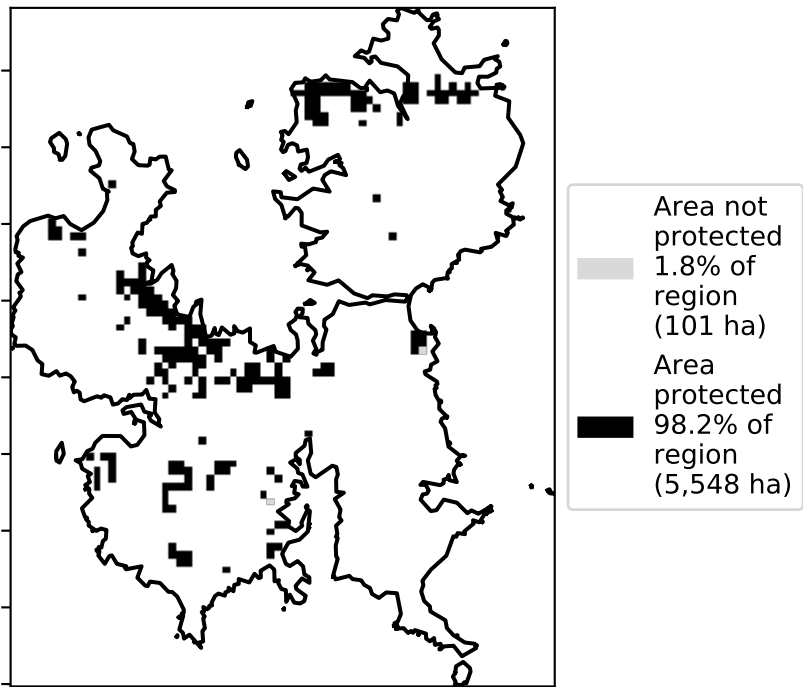 Area not
protected
1.8% of
region
(101 ha)
Area
protected
98.2% of
region
(5,548 ha)